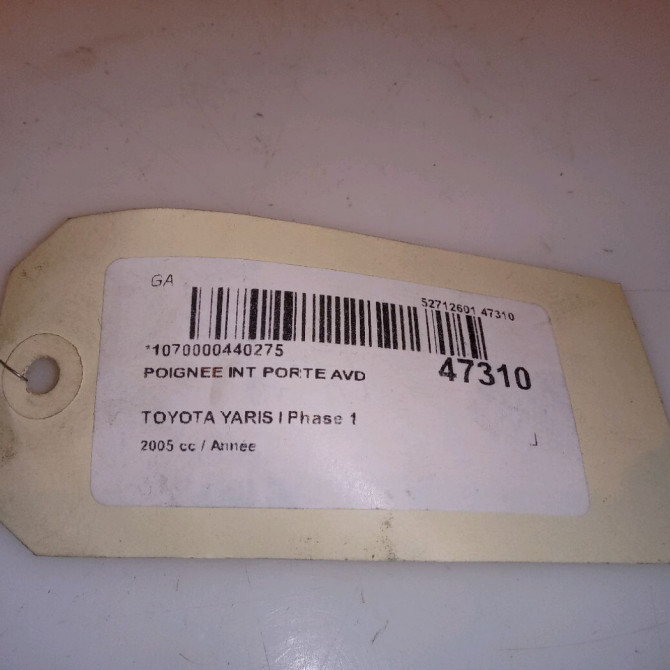 GA
52712601 47310
*1070000440275
47310
POIGNEE INT PORTE AVD
TOYOTA YARIS I Phase 1
2005 cc / Année